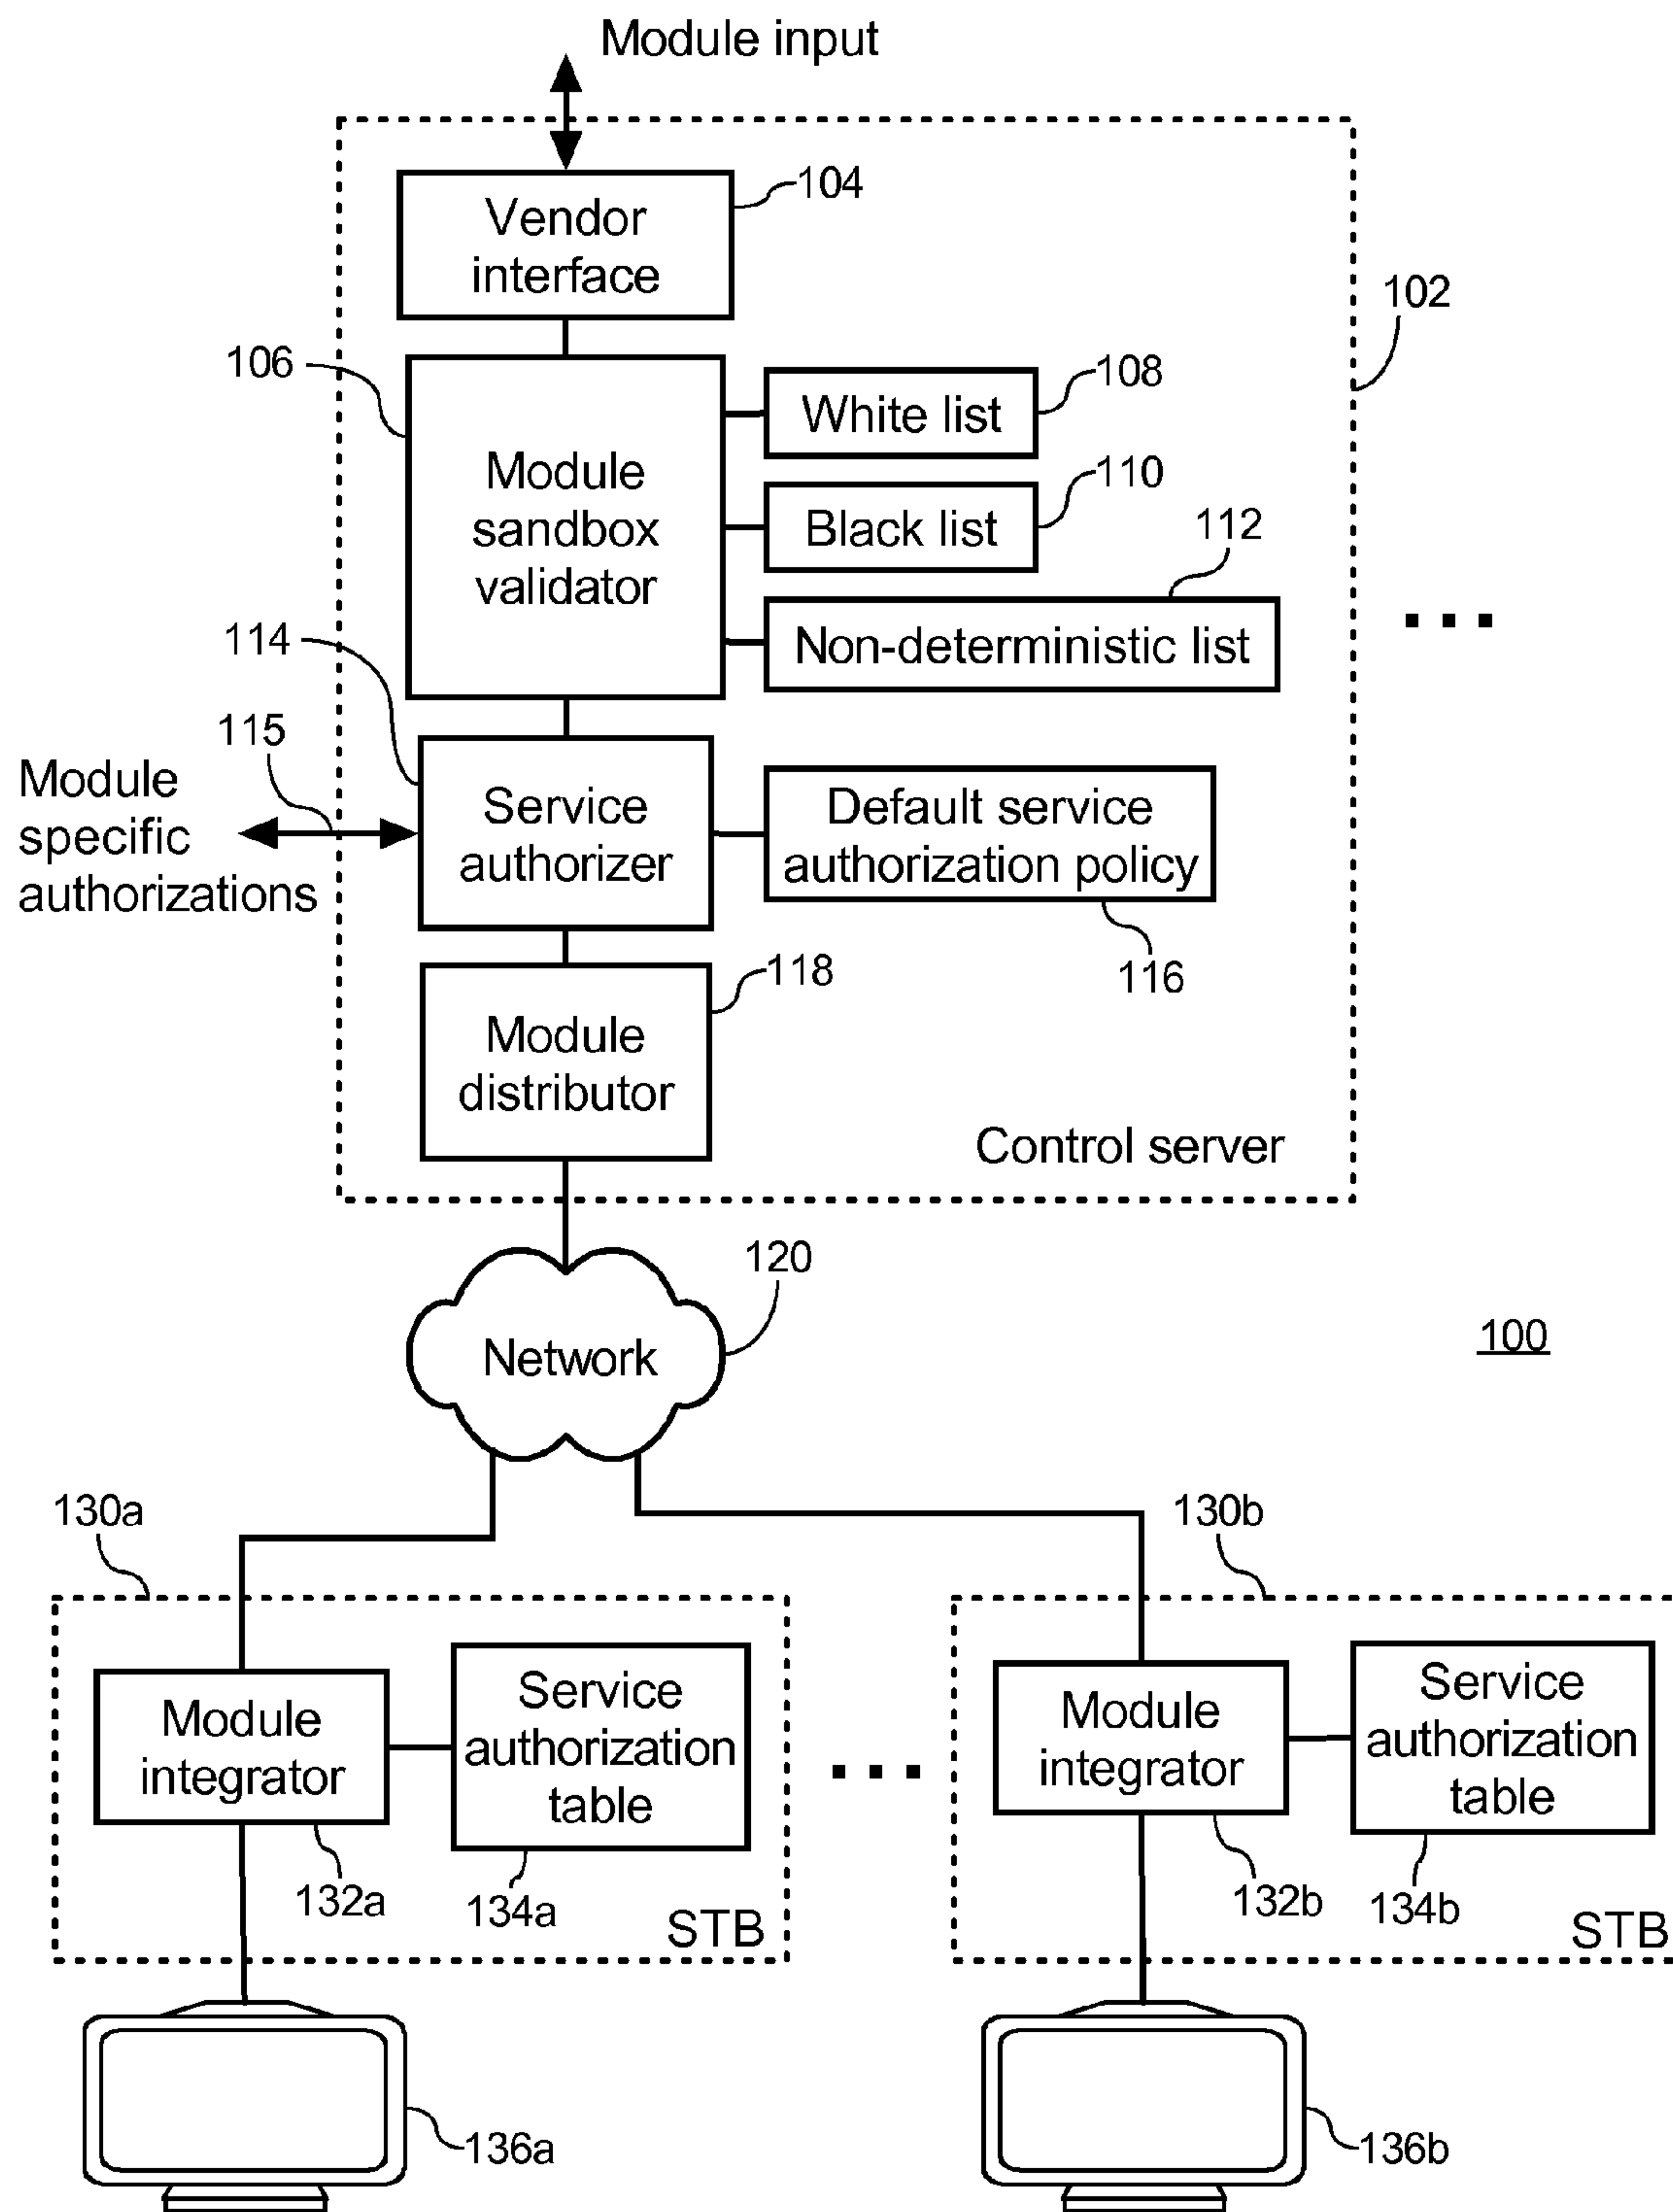 Module input
104
Vendor
interface
102
106
108
White list
Module
sandbox
validator
110
Black list
112
Non-deterministic list
114
115
Module
specific
authorizations
Service
authorizer
Default service
authorization policy
116
118
Module
distributor
Control server
120
Network
100
130a
130b
Module
integrator
Service
authorization
table
132a
134a
STB
Module
integrator
Service
authorization
table
132b
134b
STB
136a
136b